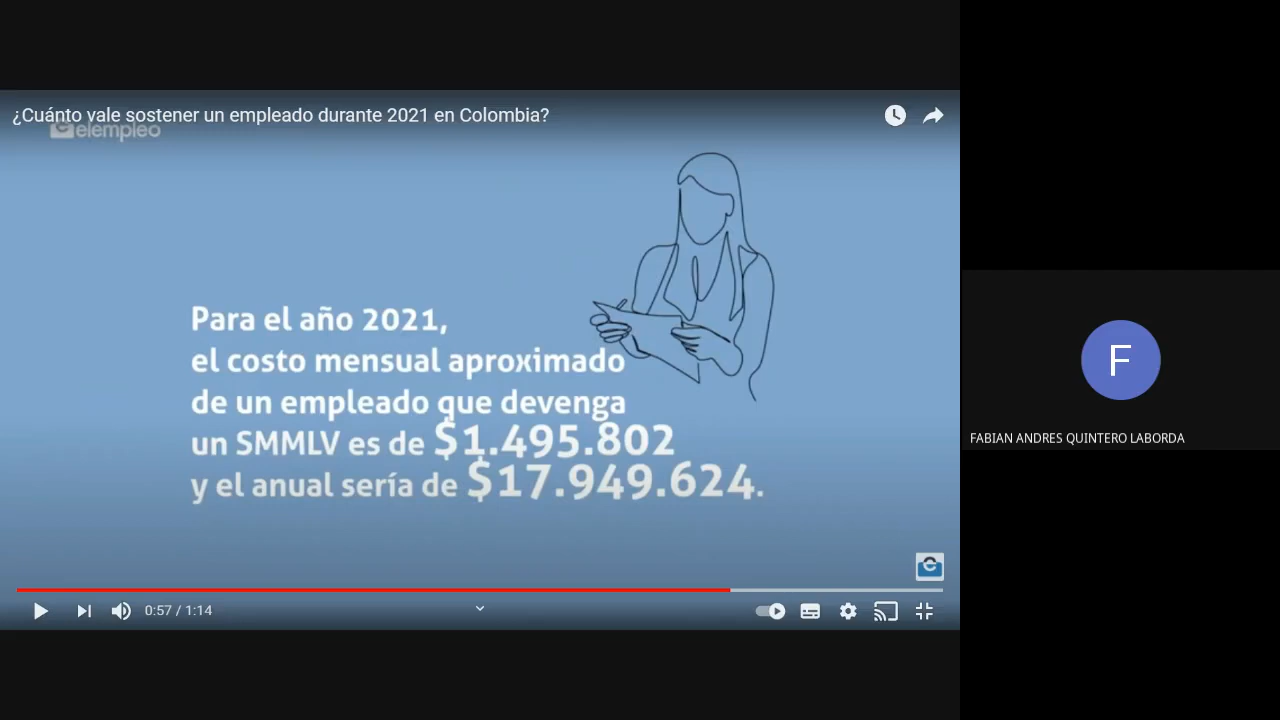 ¿Cuánto vale sostener un empleado durante 2021 en Colombia?
elempleo
Para el año 2021,
el costo mensual aproximado
de un empleado que devenga
un SMMLV es de $1.495.802
y el anual sería de $17.949.624.
0:57 / 1:14
F
FABIAN ANDRES QUINTERO LABORDA